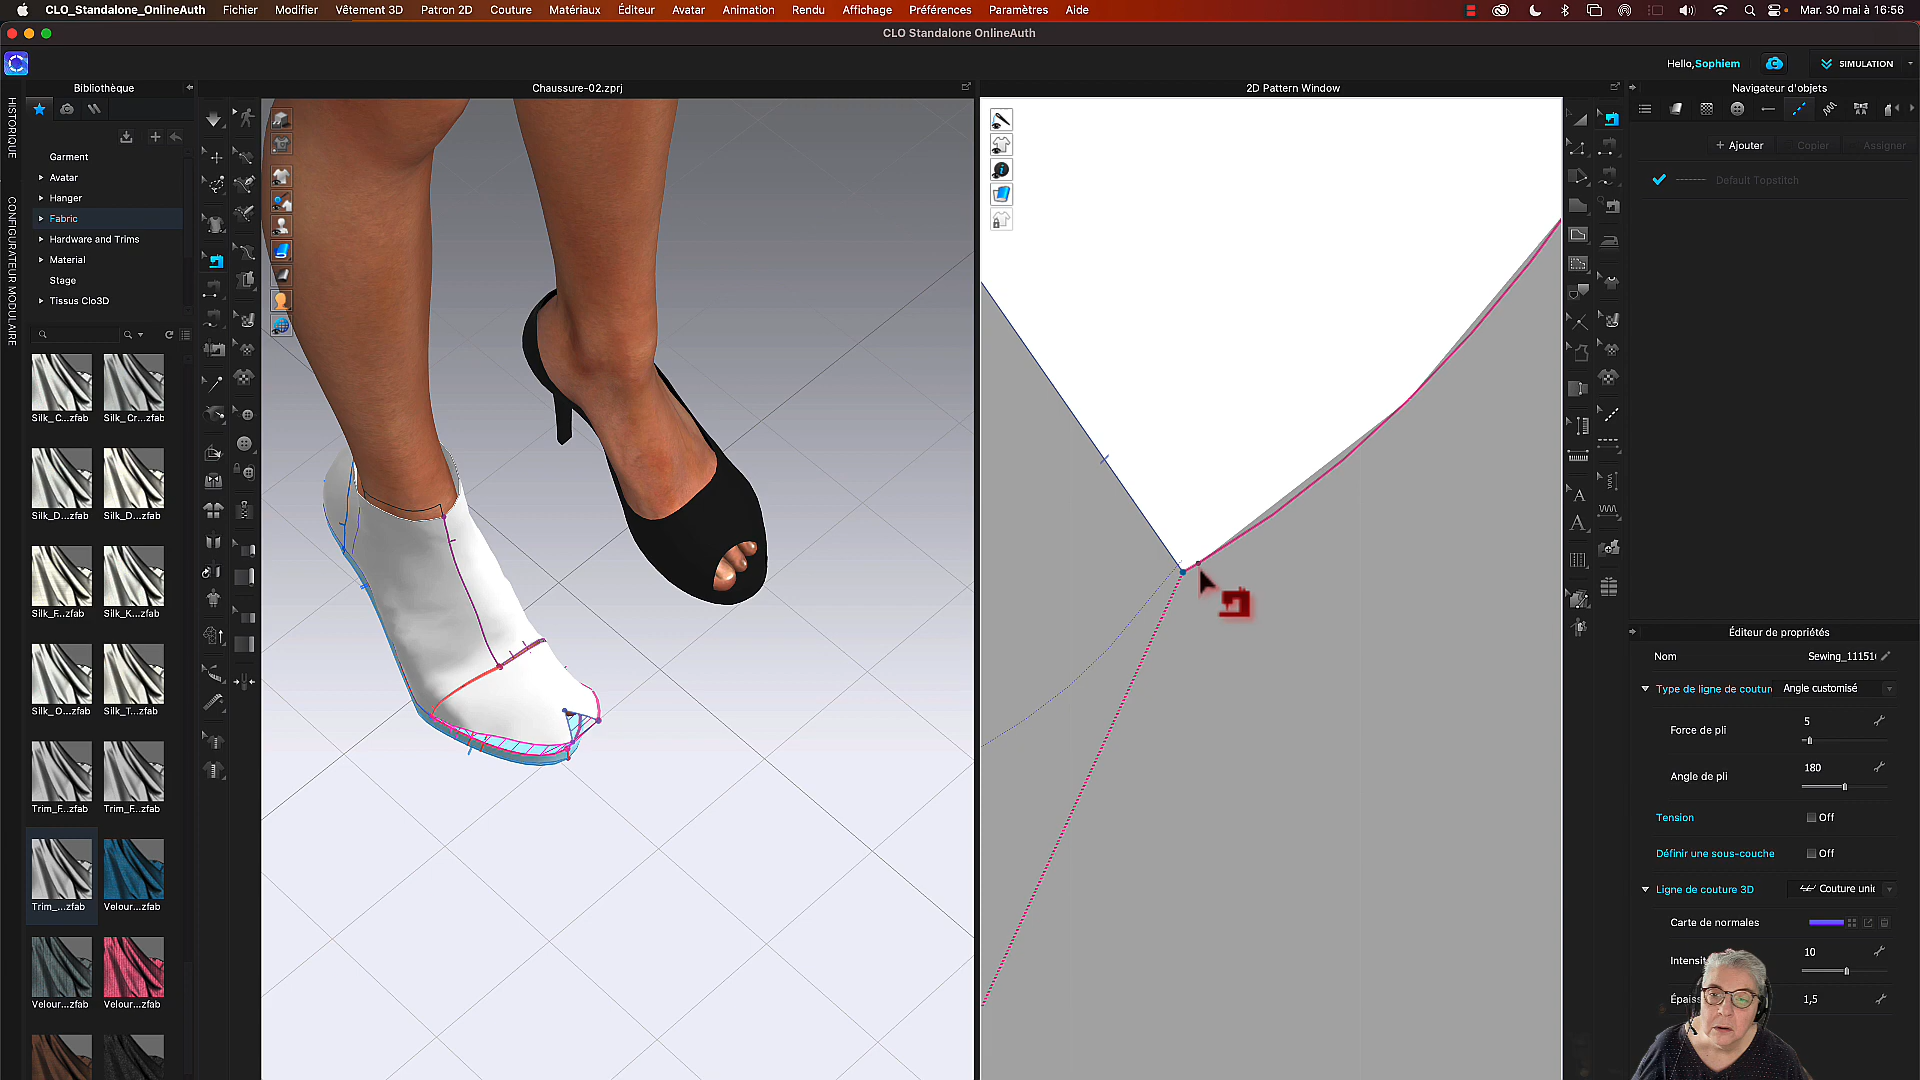 CLO_Standalone_OnlineAuth Fichier Modifier Vêtement 3D Patron 2D Couture Matériaux Éditeur Avatar Animation Rendu Affichage Préférences Paramètres Aide Mar. 30 mai à 16:56
CLO Standalone OnlineAuth
Hello,Sophiem SIMULATION
Bibliothèque
Chaussure-02.zprj
2D Pattern Window
Navigateur d'objets
HISTORIQUE
CONFIGURATEUR MODULAIRE
Garment
Avatar
Hanger
Fabric
Hardware and Trims
Material
Stage
Tissus Clo3D
Silk_C...zfab Silk_Cr...zfab
Silk_D...zfab Silk_D...zfab
Silk_F...zfab Silk_K...zfab
Silk_O...zfab Silk_T...zfab
Trim_F...zfab Trim_F...zfab
Trim_...zfab Velour...zfab
Velour...zfab Velour...zfab
+ Ajouter Copier Assigner
Default Topstitch
Éditeur de propriétés
Nom Sewing_11151
Type de ligne de coutur Angle customisé
Force de pli 5
Angle de pli 180
Tension Off
Définir une sous-couche Off
Ligne de couture 3D Couture uni
Carte de normales
Intensit 10
Épais 1,5